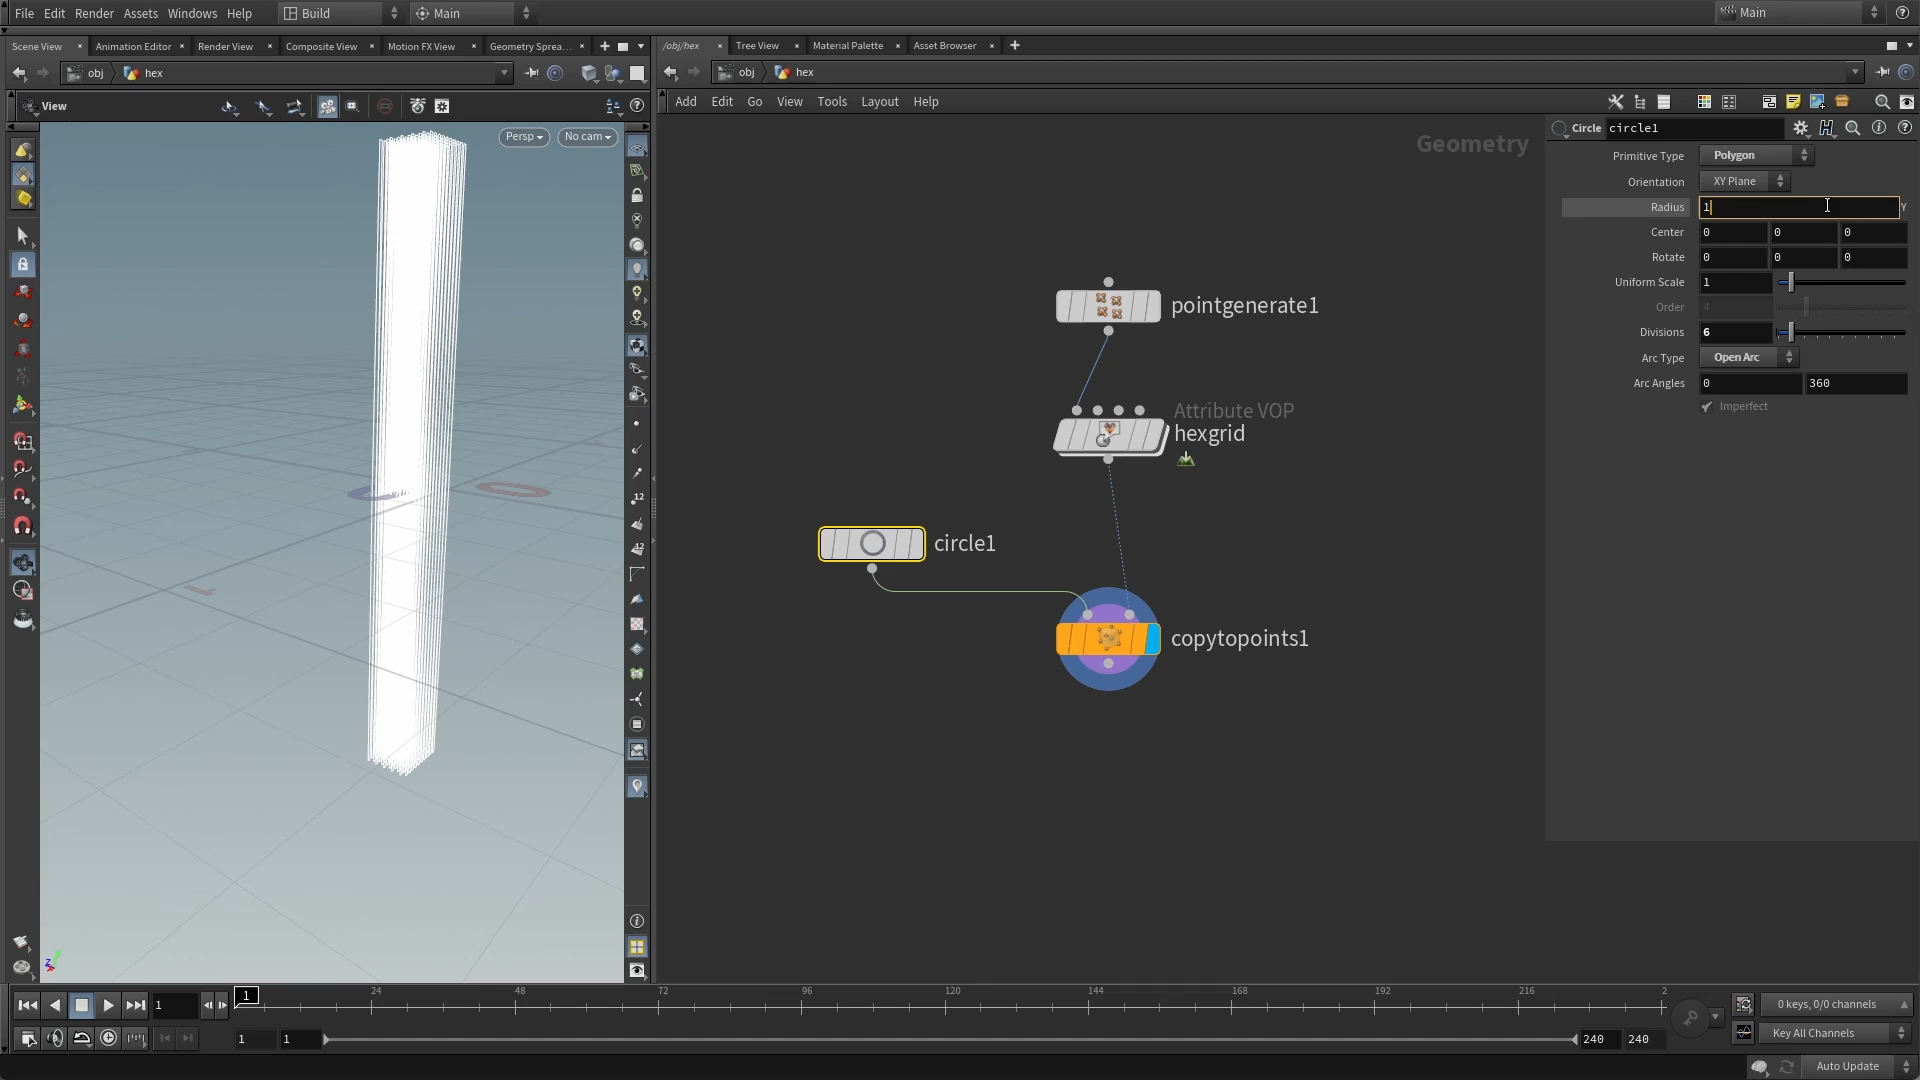 File Edit Render Assets Windows Help Build Main Main
Scene View Animation Editor Render View Composite View Motion FX View Geometry Sprea... /obj/hex Tree View Material Palette Asset Browser
obj hex obj hex
View Add Edit Go View Tools Layout Help
Persp No cam
Geometry
Circle circle1
Primitive Type Polygon
Orientation XY Plane
Radius 1 Y
Center 0 0 0
Rotate 0 0 0
Uniform Scale 1
Order 4
Divisions 6
Arc Type Open Arc
Arc Angles 0 360
Imperfect
pointgenerate1
Attribute VOP
hexgrid
circle1
copytopoints1
12
12
1 1 24 48 72 96 120 144 168 192 216 2
0 keys, 0/0 channels
1 1 240 240 Key All Channels
Auto Update